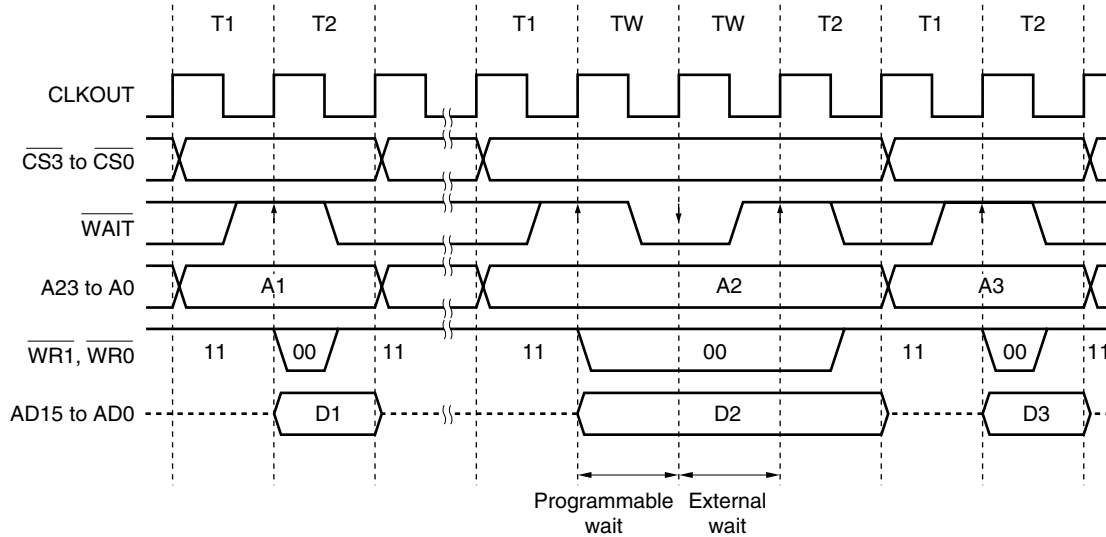 T1 T2 T1 TW TW T2 T1 T2
CLKOUT
CS3 to CS0
WAIT
A23 to A0 A1 A2 A3
WR1, WR0 11 00 11 11 00 11 00 11
AD15 to AD0 D1 D2 D3
Programmable wait
External wait